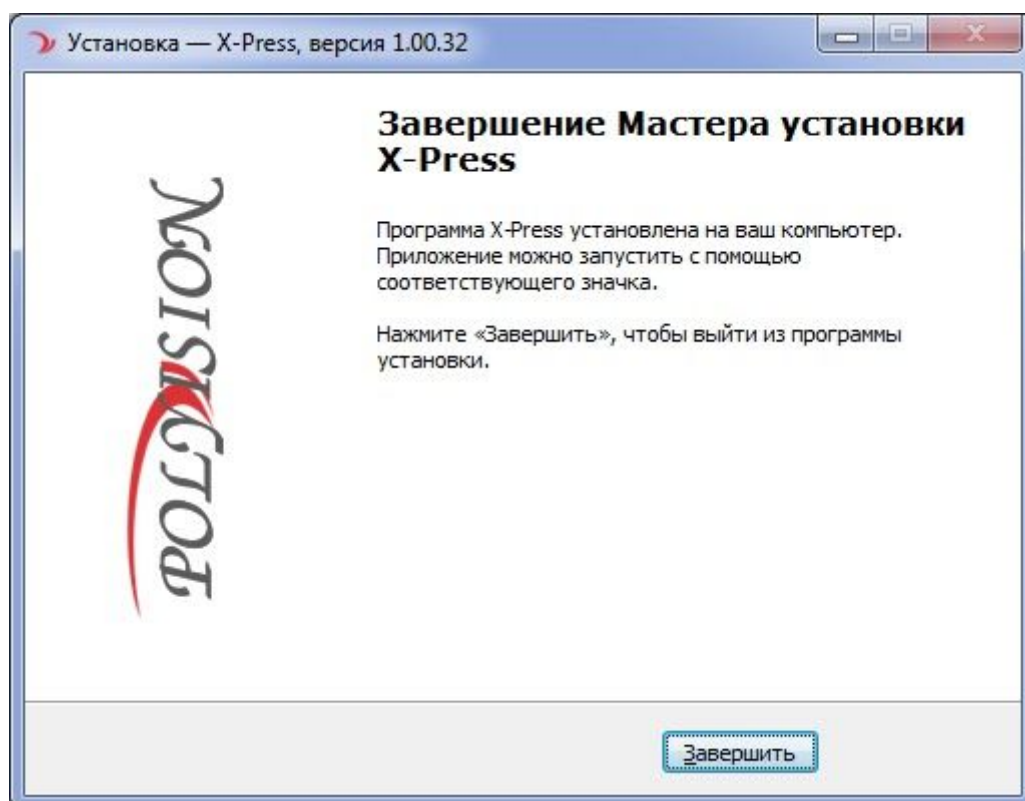 Установка — X-Press, версия 1.00.32
Завершение Мастера установки
X-Press
Программа X-Press установлена на ваш компьютер.
Приложение можно запустить с помощью
соответствующего значка.
Нажмите «Завершить», чтобы выйти из программы
установки.
POLYVISION
Завершить